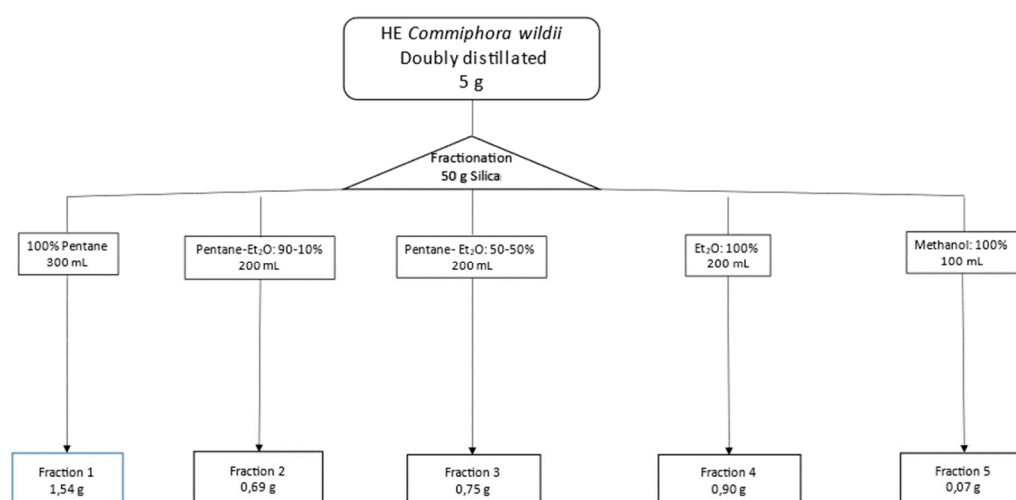 HE Commiphora wildii
Doubly distillated
5 g
Fractionation
50 g Silica
100% Pentane
300 mL
Pentane-Et₂O: 90-10%
200 mL
Pentane- Et₂O: 50-50%
200 mL
Et₂O: 100%
200 mL
Methanol: 100%
100 mL
Fraction 1
1,54 g
Fraction 2
0,69 g
Fraction 3
0,75 g
Fraction 4
0,90 g
Fraction 5
0,07 g